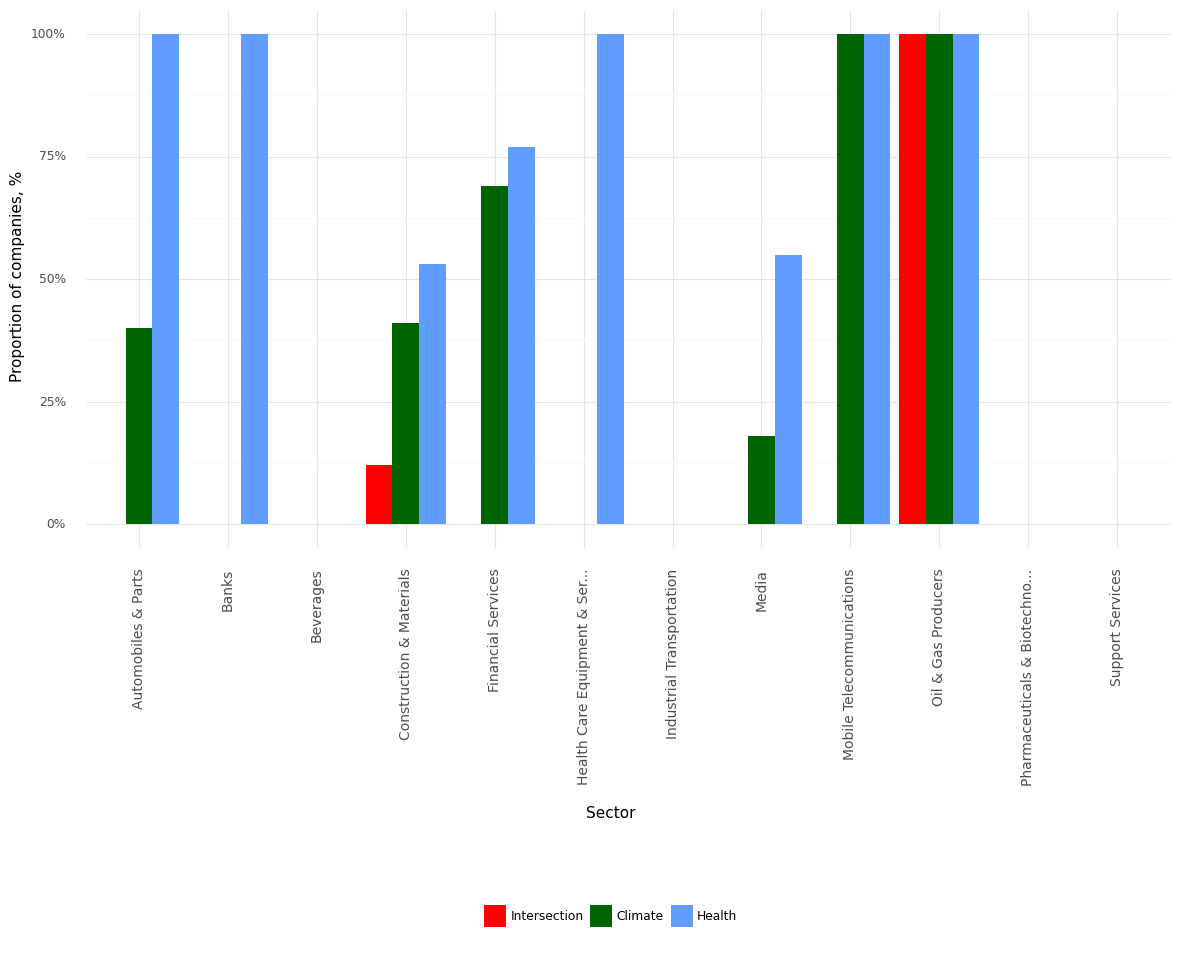 100%
75%
50%
25%
0%
Proportion of companies, %
Automobiles & Parts
Banks
Beverages
Construction & Materials
Financial Services
Health Care Equipment & Ser...
Industrial Transportation
Media
Mobile Telecommunications
Oil & Gas Producers
Pharmaceuticals & Biotechno...
Support Services
Sector
Intersection Climate Health